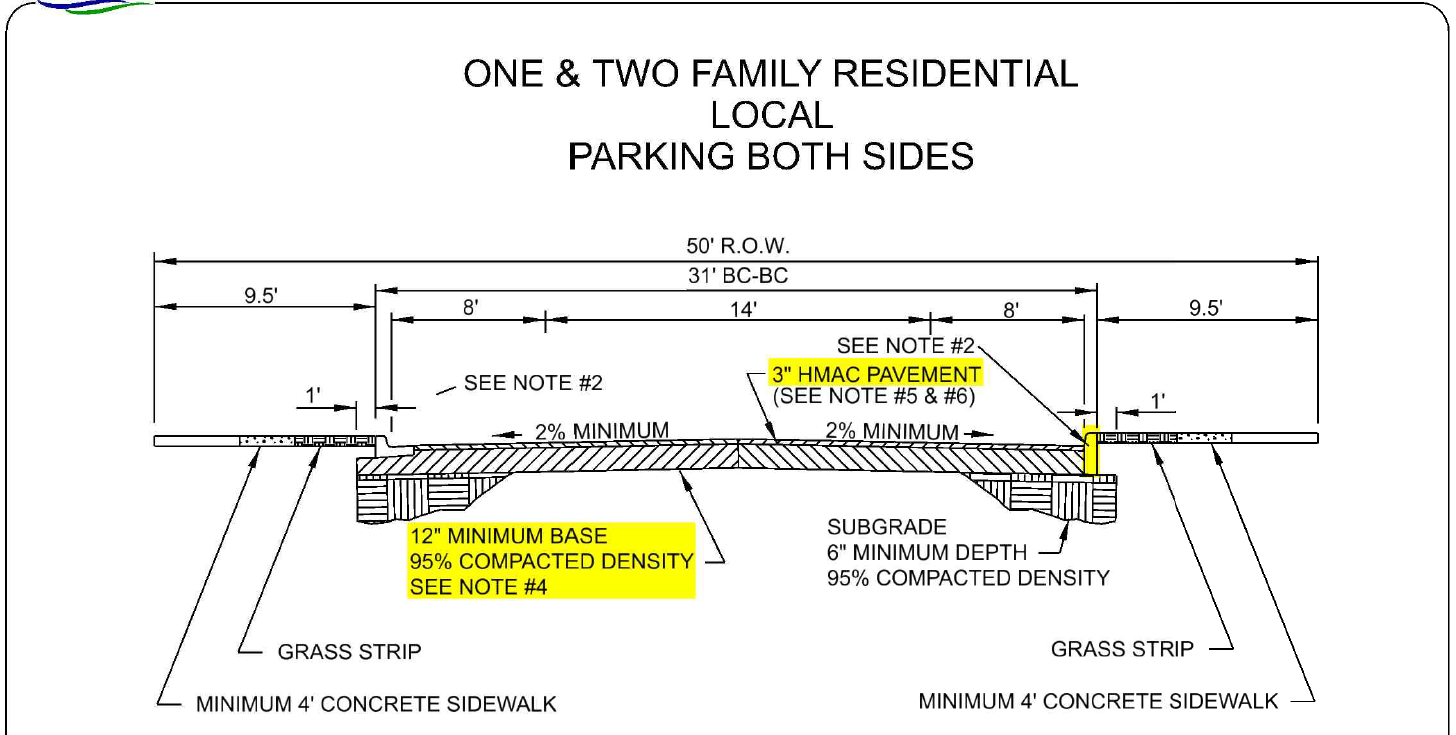 ONE & TWO FAMILY RESIDENTIAL
LOCAL
PARKING BOTH SIDES
50' R.O.W.
31' BC-BC
9.5'
8'
14'
8'
9.5'
SEE NOTE #2
3" HMAC PAVEMENT
(SEE NOTE #5 & #6)
SEE NOTE #2
1'
1'
2% MINIMUM
2% MINIMUM
12" MINIMUM BASE
95% COMPACTED DENSITY
SEE NOTE #4
SUBGRADE
6" MINIMUM DEPTH
95% COMPACTED DENSITY
GRASS STRIP
GRASS STRIP
MINIMUM 4' CONCRETE SIDEWALK
MINIMUM 4' CONCRETE SIDEWALK